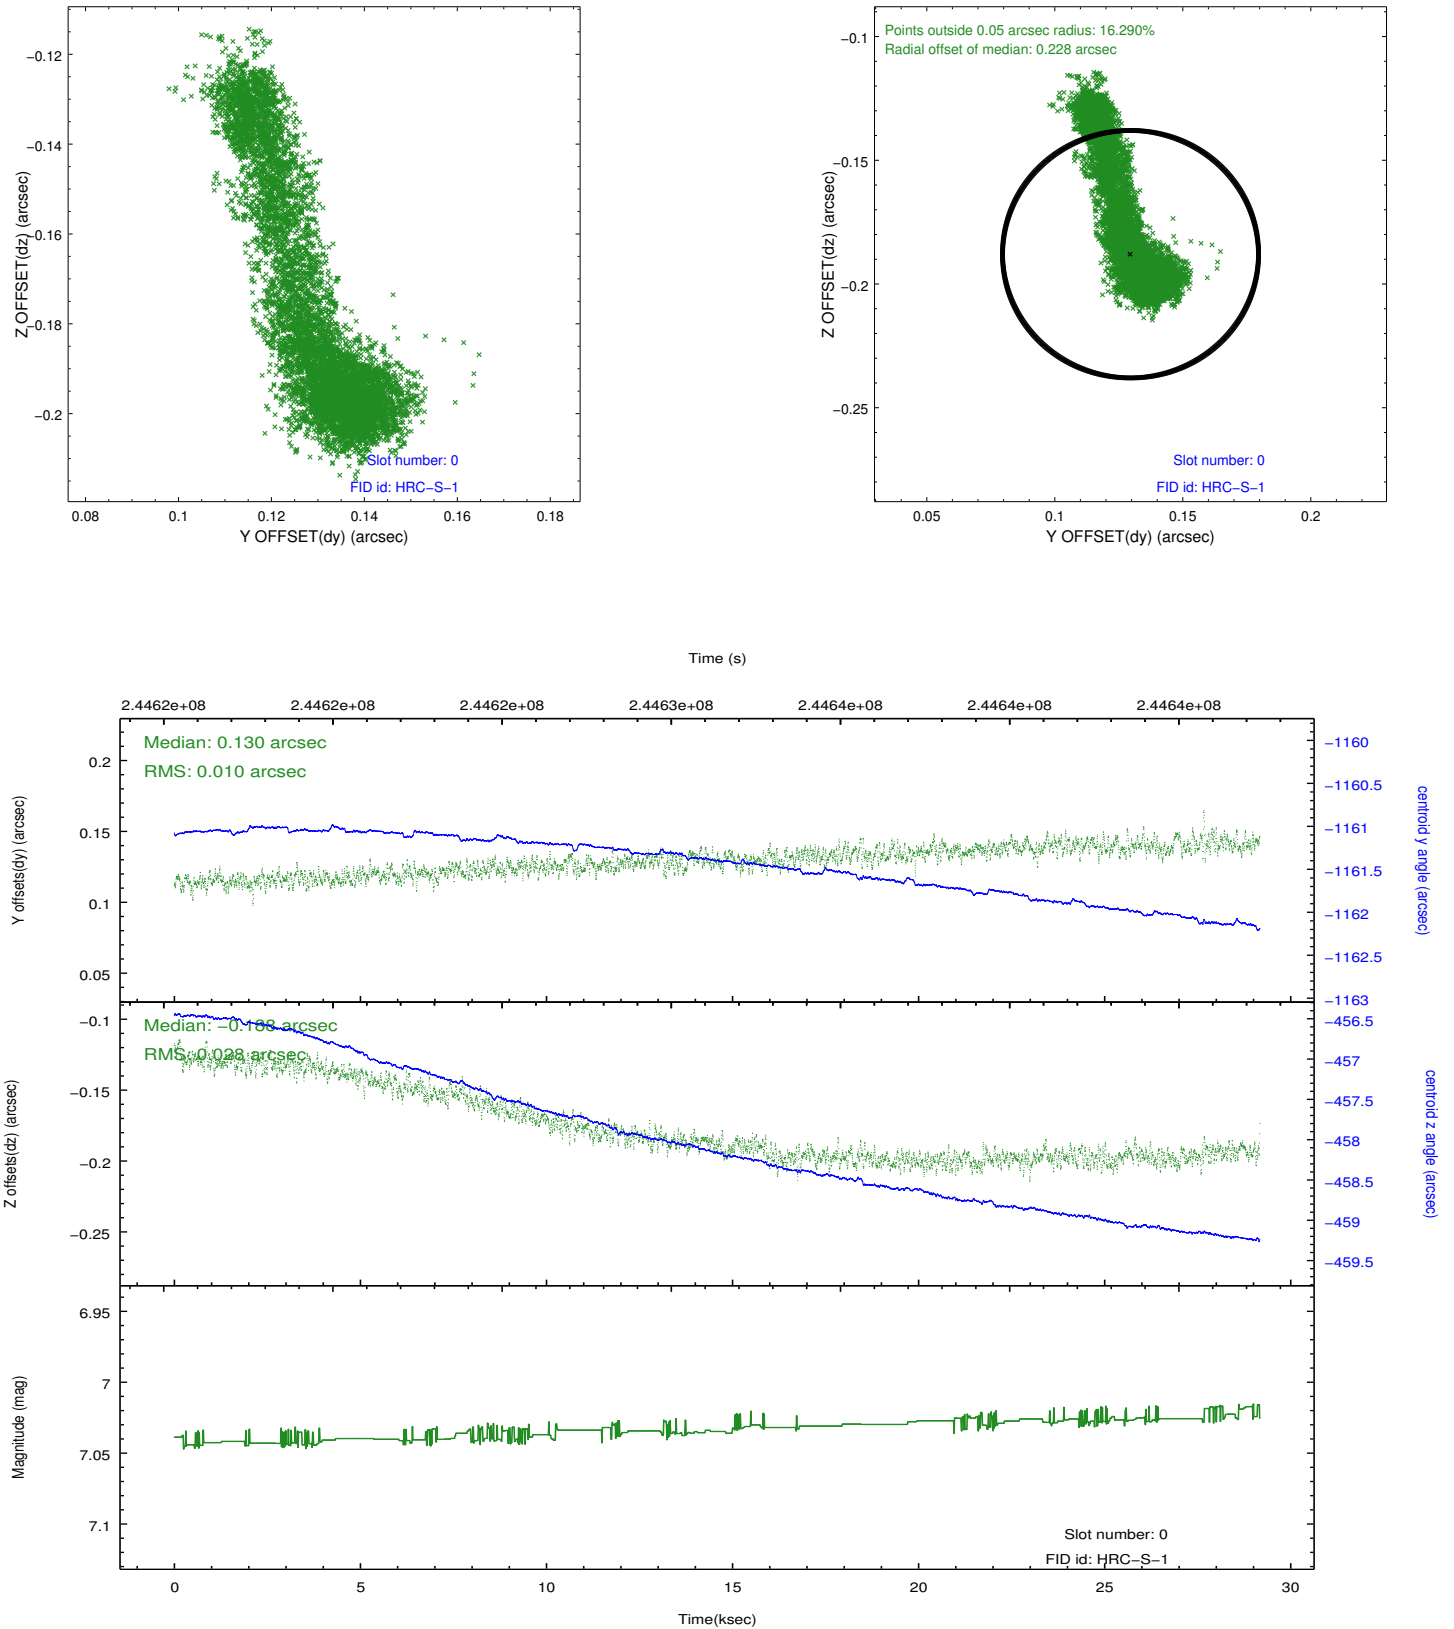 −0.12
−0.14
−0.16
−0.18
−0.2
Z OFFSET(dz) (arcsec)
Slot number: 0
FID id: HRC−S−1
0.08
0.1
0.12
0.14
0.16
0.18
Y OFFSET(dy) (arcsec)
Points outside 0.05 arcsec radius: 16.290%
Radial offset of median: 0.228 arcsec
−0.1
−0.15
−0.2
−0.25
Z OFFSET(dz) (arcsec)
Slot number: 0
FID id: HRC−S−1
0.05
0.1
0.15
0.2
Y OFFSET(dy) (arcsec)
Time (s)
2.4462e+08
2.4462e+08
2.4462e+08
2.4463e+08
2.4464e+08
2.4464e+08
2.4464e+08
Median: 0.130 arcsec
RMS: 0.010 arcsec
0.2
0.15
0.1
0.05
Y offsets(dy) (arcsec)
−1160
−1160.5
−1161
−1161.5
−1162
−1162.5
−1163
centroid y angle (arcsec)
Median: −0.188 arcsec
RMS: 0.028 arcsec
−0.1
−0.15
−0.2
−0.25
Z offsets(dz) (arcsec)
−456.5
−457
−457.5
−458
−458.5
−459
−459.5
centroid z angle (arcsec)
6.95
7
7.05
7.1
Magnitude (mag)
Slot number: 0
FID id: HRC−S−1
0
5
10
15
20
25
30
Time(ksec)